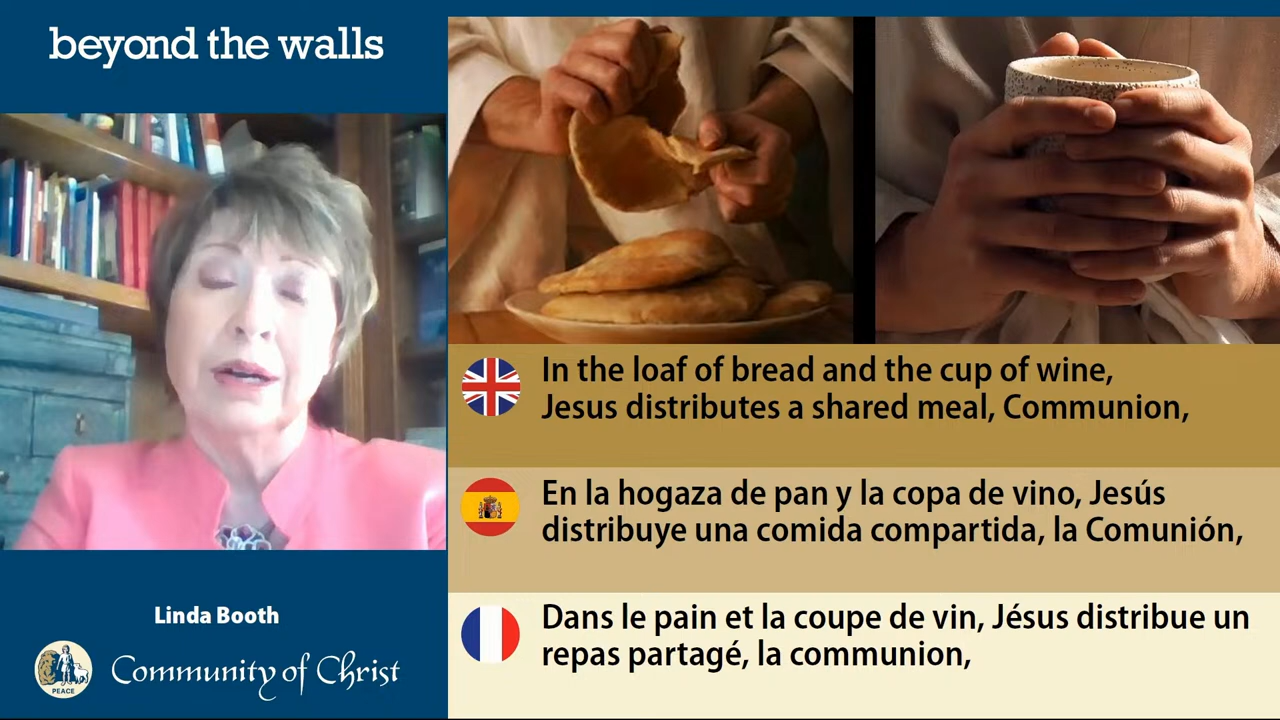 beyond the walls
In the loaf of bread and the cup of wine,
Jesus distributes a shared meal, Communion,
En la hogaza de pan y la copa de vino, Jesús
distribuye una comida compartida, la Comunión,
Dans le pain et la coupe de vin, Jésus distribue un
repas partagé, la communion,
Linda Booth
Community of Christ
PEACE